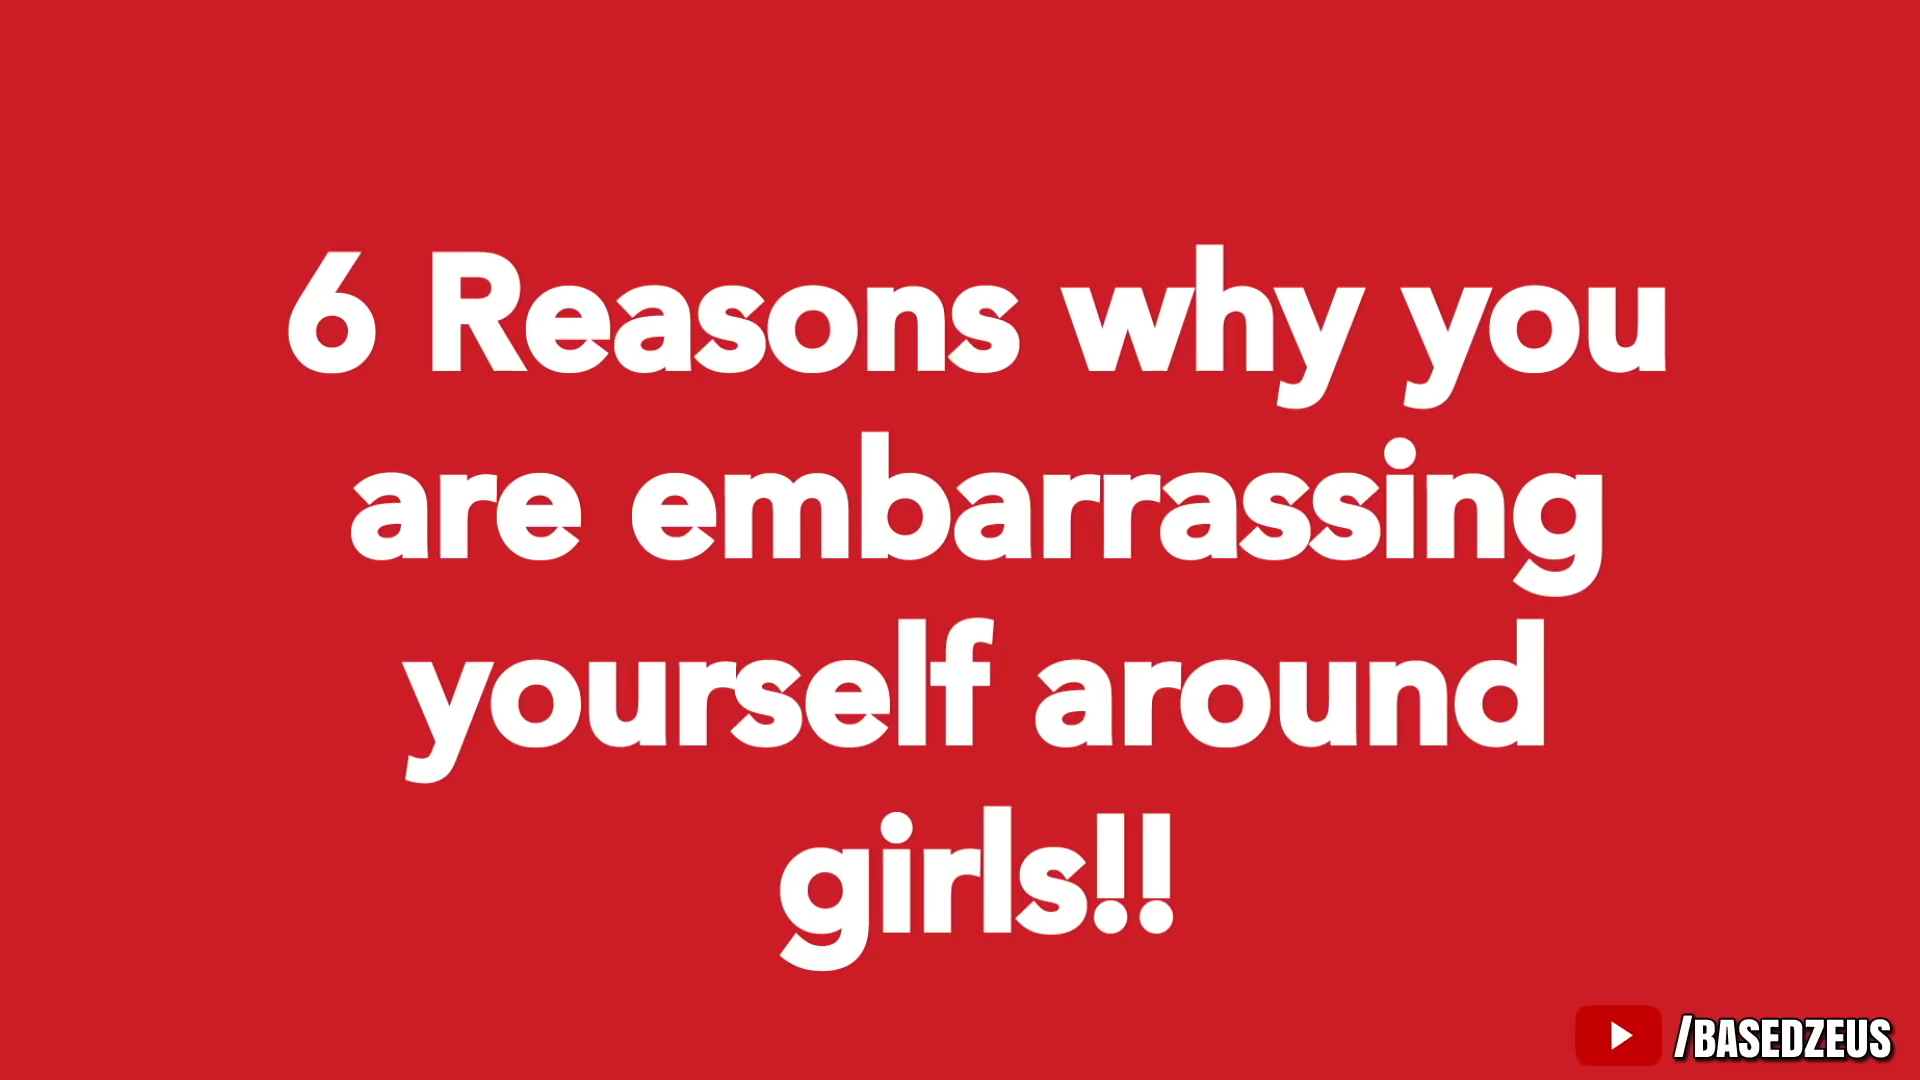 6 Reasons why you
are embarrassing
yourself around
girls!!
/BASEDZEUS